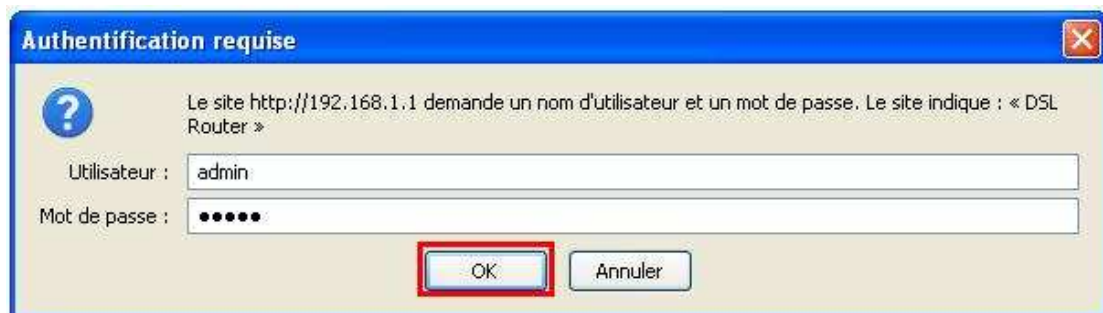 Authentification requise
Le site http://192.168.1.1 demande un nom d'utilisateur et un mot de passe. Le site indique : « DSL
Router »
Utilisateur : admin
Mot de passe : •••••
OK Annuler